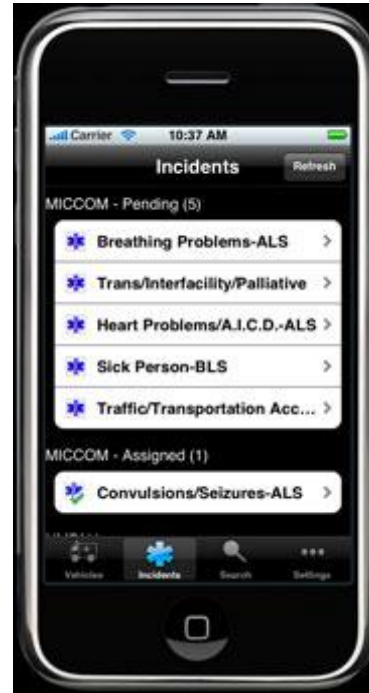 Carrier 10:37 AM
Incidents Refresh
MICCOM - Pending (5)
Breathing Problems-ALS
Trans/Interfacility/Palliative
Heart Problems/A.I.C.D.-ALS
Sick Person-BLS
Traffic/Transportation Acc...
MICCOM - Assigned (1)
Convulsions/Seizures-ALS
Vehicles Incidents Search Settings